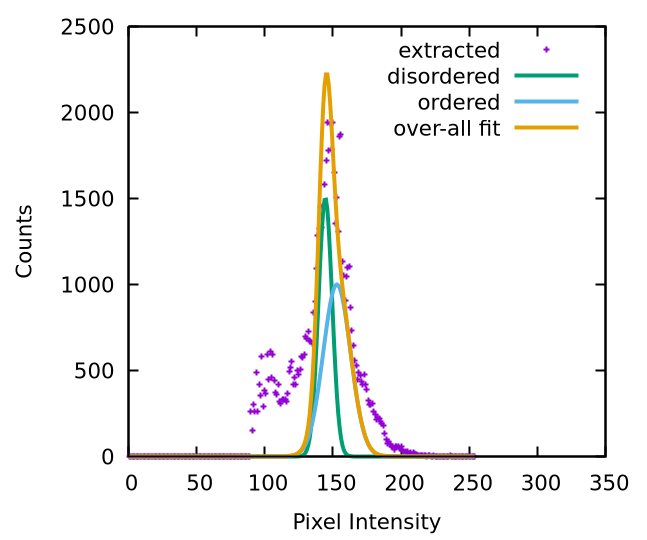 2500
2000
1500
1000
500
0
Counts
extracted
disordered
ordered
over-all fit
0 50 100 150 200 250 300 350
Pixel Intensity